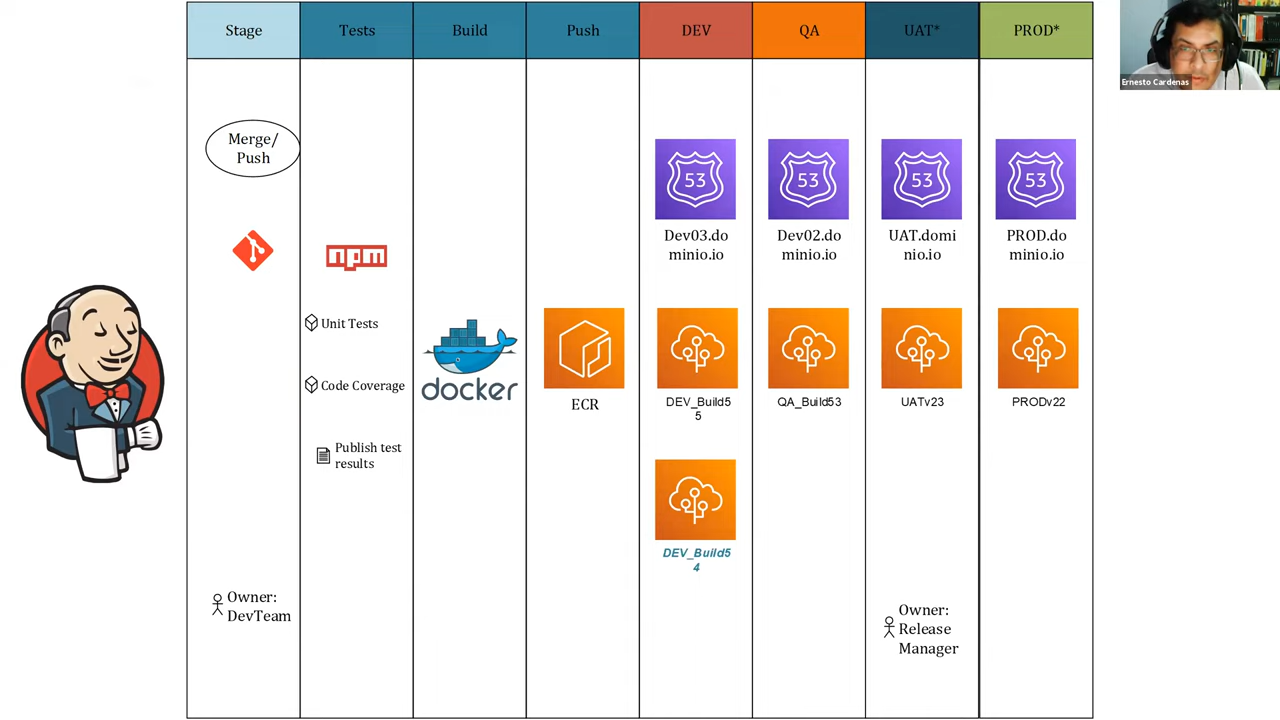 Stage
Tests
Build
Push
DEV
QA
UAT*
PROD*
Ernesto Cardenas
Merge/
Push
53
53
53
53
Dev03.do
minio.io
Dev02.do
minio.io
UAT.domi
nio.io
PROD.do
minio.io
npm
Unit Tests
Code Coverage
Publish test
results
docker
ECR
DEV_Build5
5
QA_Build53
UATv23
PRODv22
DEV_Build5
4
Owner:
DevTeam
Owner:
Release
Manager